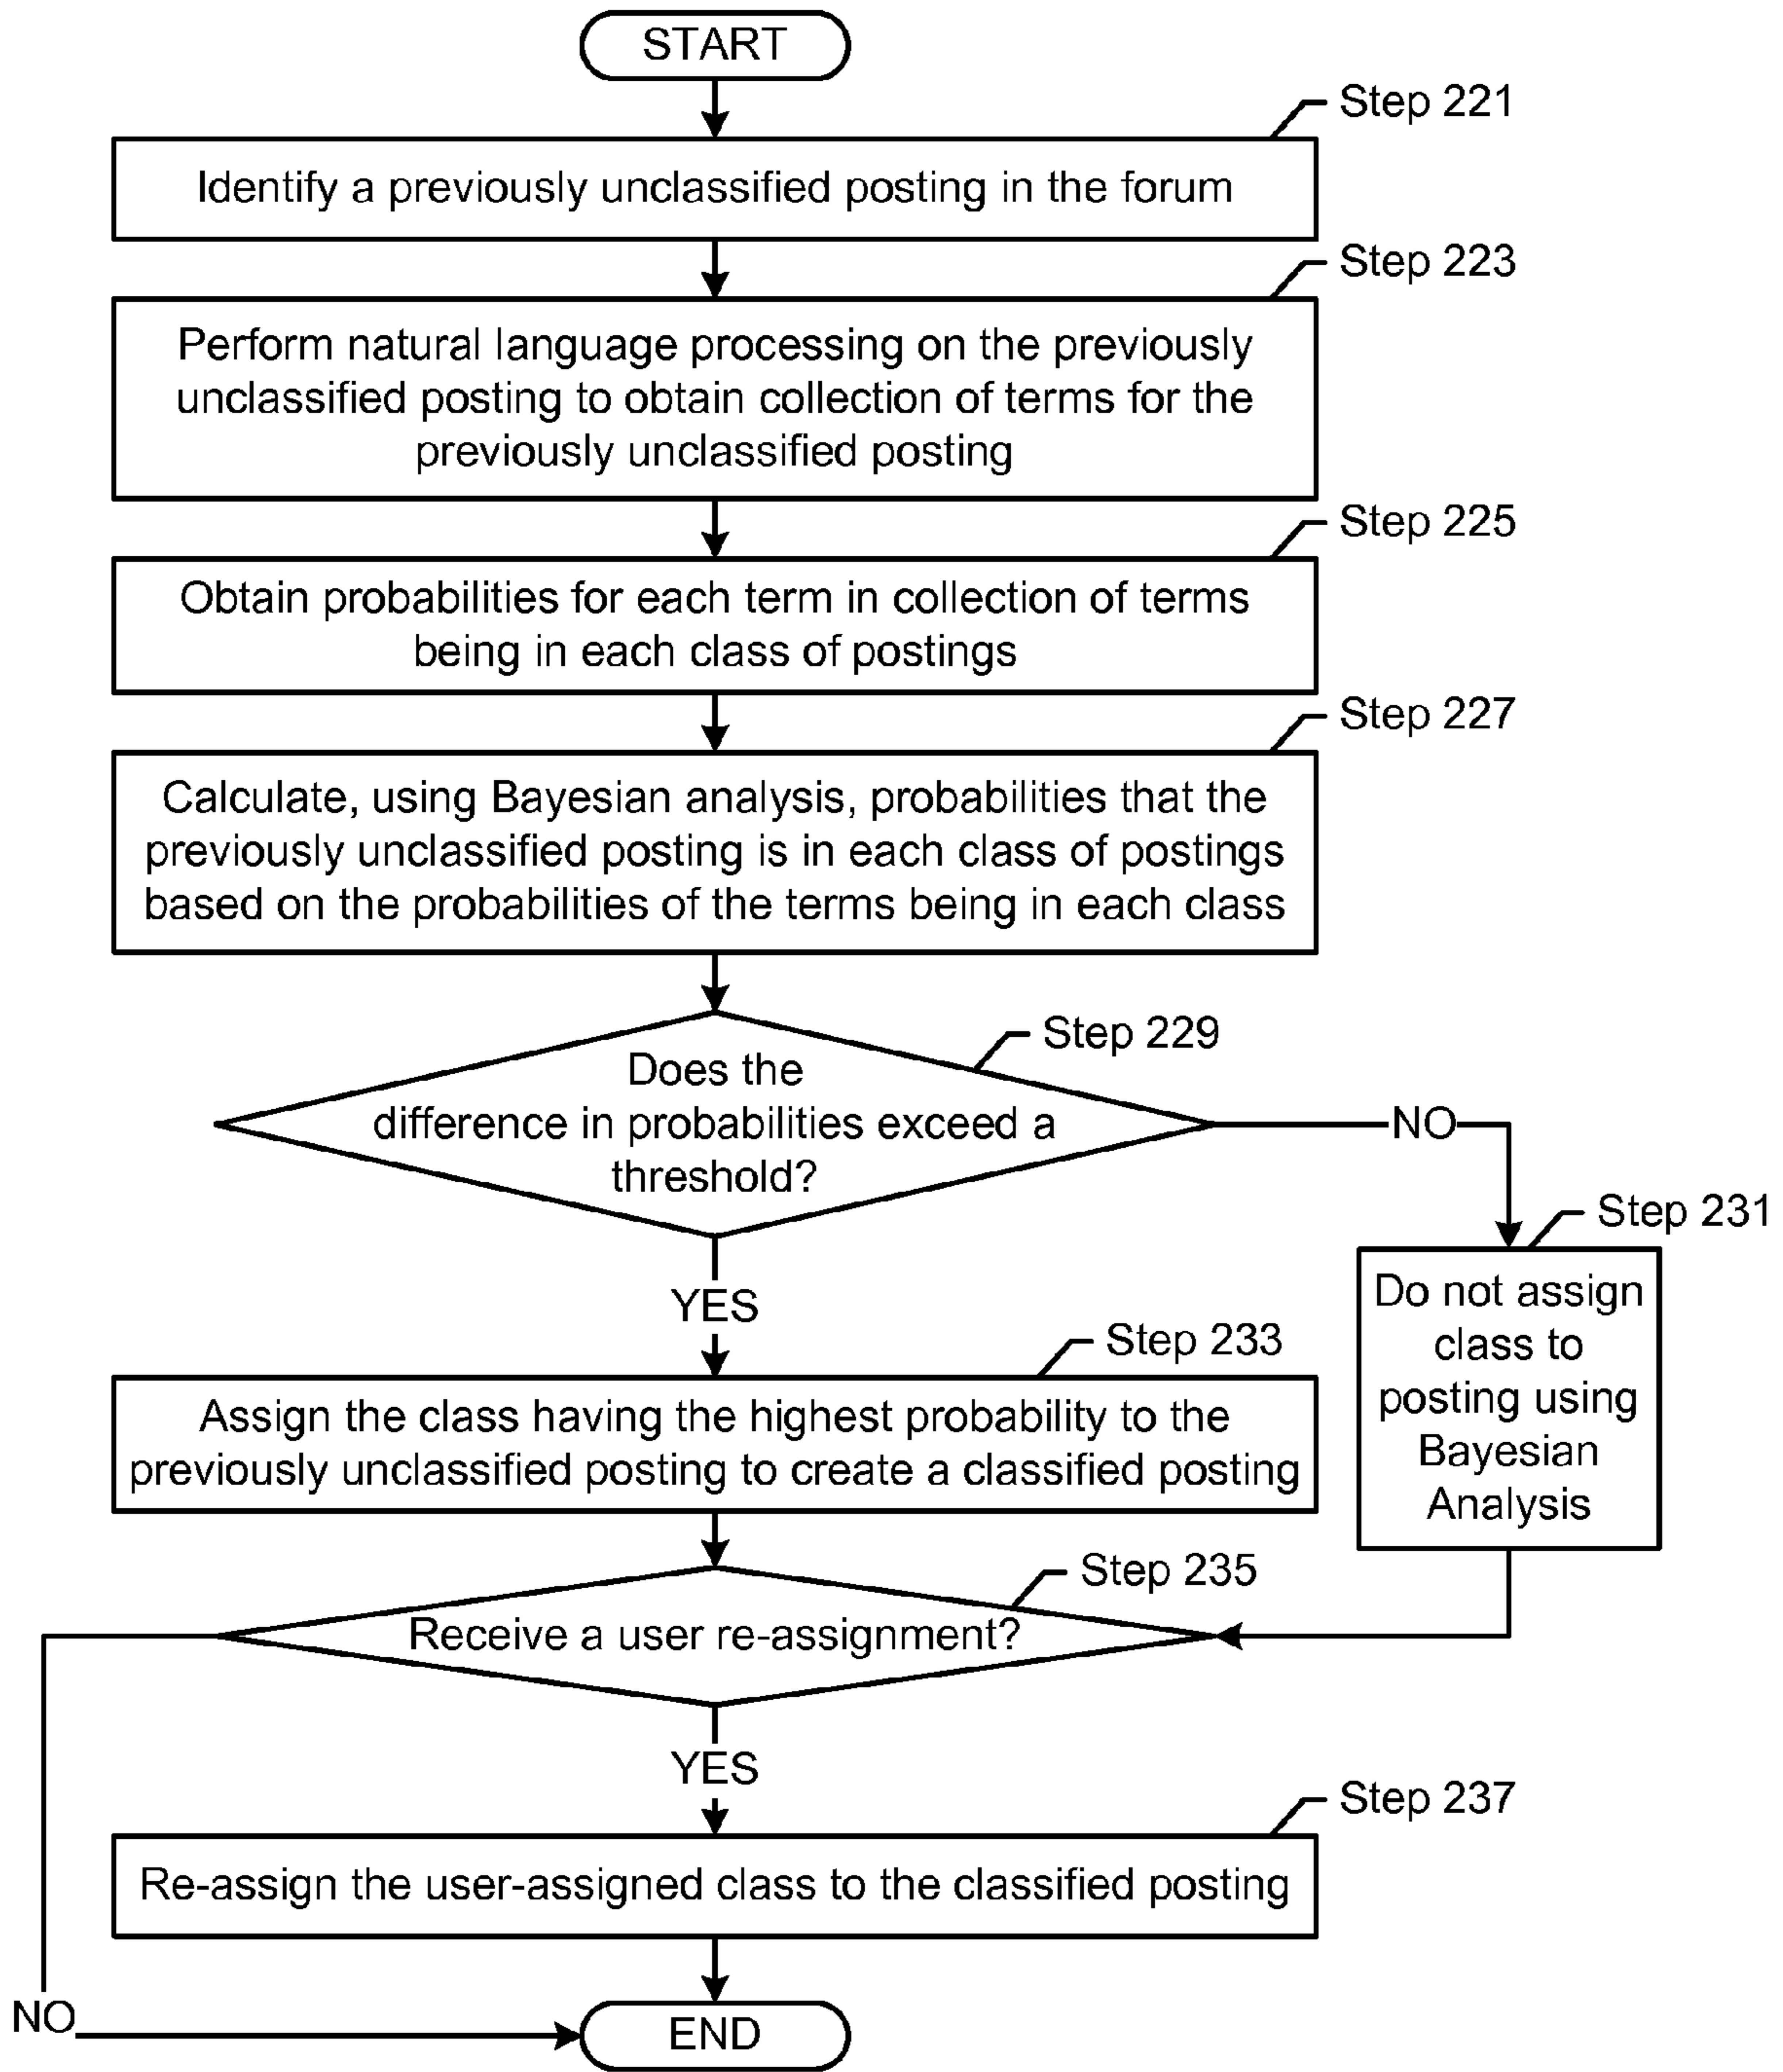 START
Step 221
Identify a previously unclassified posting in the forum
Step 223
Perform natural language processing on the previously
unclassified posting to obtain collection of terms for the
previously unclassified posting
Step 225
Obtain probabilities for each term in collection of terms
being in each class of postings
Step 227
Calculate, using Bayesian analysis, probabilities that the
previously unclassified posting is in each class of postings
based on the probabilities of the terms being in each class
Step 229
Does the
difference in probabilities exceed a
threshold?
NO
Step 231
Do not assign
class to
posting using
Bayesian
Analysis
YES
Step 233
Assign the class having the highest probability to the
previously unclassified posting to create a classified posting
Step 235
Receive a user re-assignment?
YES
Step 237
Re-assign the user-assigned class to the classified posting
NO
END